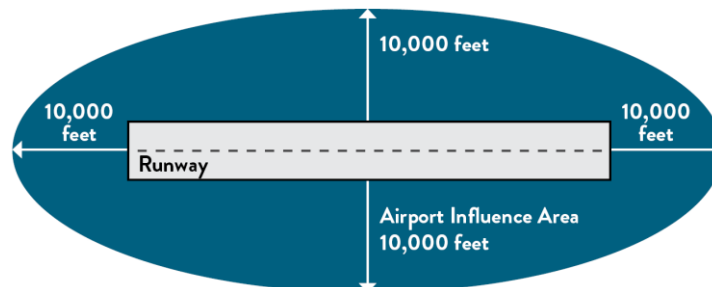 10,000 feet
10,000
feet
10,000
feet
Runway
Airport Influence Area
10,000 feet